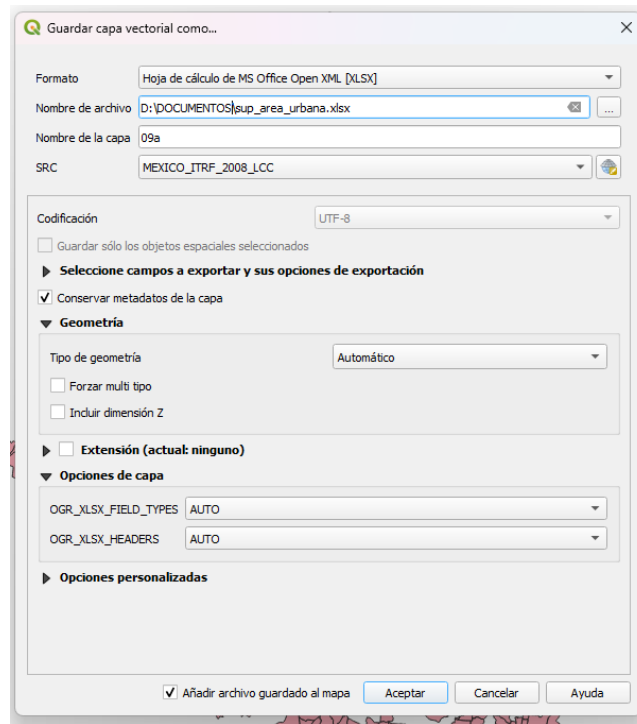 Guardar capa vectorial como...
Formato Hoja de cálculo de MS Office Open XML [XLSX]
Nombre de archivo D:\DOCUMENTOS\sup_area_urbana.xlsx ...
Nombre de la capa 09a
SRC MEXICO_ITRF_2008_LCC
Codificación UTF-8
Guardar sólo los objetos espaciales seleccionados
Seleccione campos a exportar y sus opciones de exportación
Conservar metadatos de la capa
Geometría
Tipo de geometría Automático
Forzar multi tipo
Incluir dimensión Z
Extensión (actual: ninguno)
Opciones de capa
OGR_XLSX_FIELD_TYPES AUTO
OGR_XLSX_HEADERS AUTO
Opciones personalizadas
Añadir archivo guardado al mapa Aceptar Cancelar Ayuda